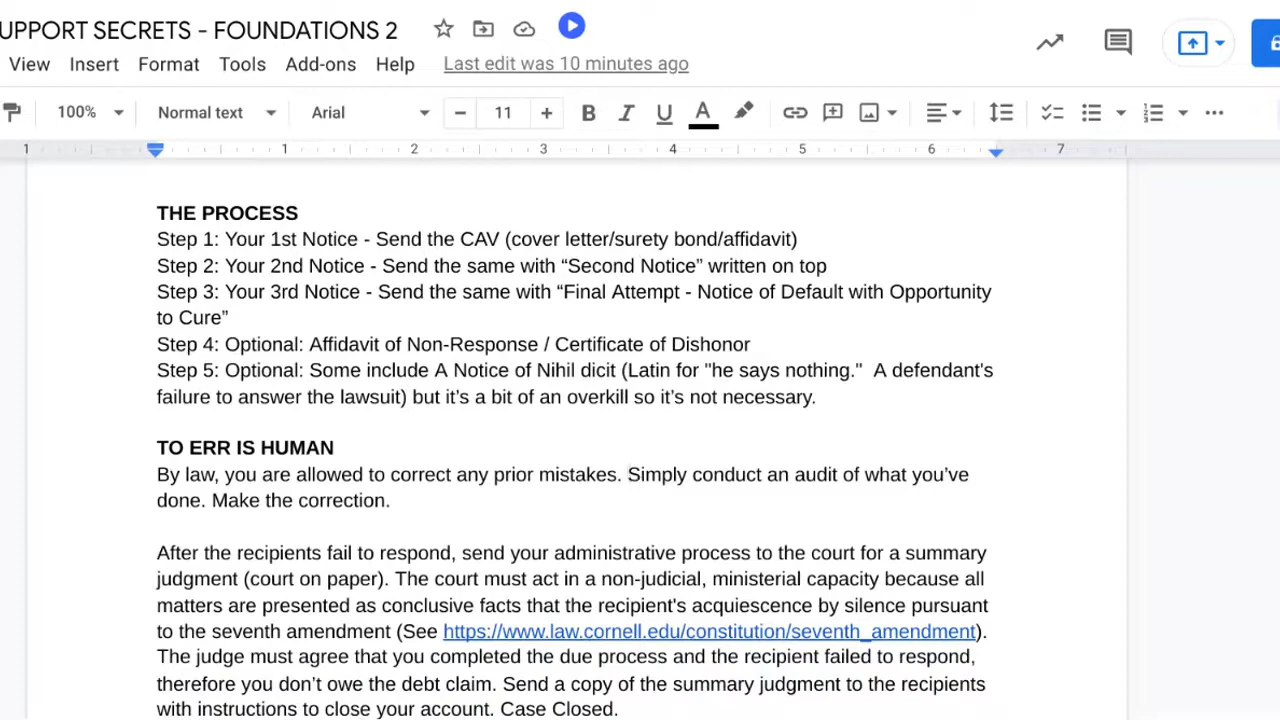 UPPORT SECRETS - FOUNDATIONS 2
View Insert Format Tools Add-ons Help Last edit was 10 minutes ago
100% Normal text Arial − 11 + B I U A
1 1 2 3 4 5 6 7
THE PROCESS
Step 1: Your 1st Notice - Send the CAV (cover letter/surety bond/affidavit)
Step 2: Your 2nd Notice - Send the same with “Second Notice” written on top
Step 3: Your 3rd Notice - Send the same with “Final Attempt - Notice of Default with Opportunity
to Cure”
Step 4: Optional: Affidavit of Non-Response / Certificate of Dishonor
Step 5: Optional: Some include A Notice of Nihil dicit (Latin for "he says nothing."  A defendant's
failure to answer the lawsuit) but it’s a bit of an overkill so it’s not necessary.
TO ERR IS HUMAN
By law, you are allowed to correct any prior mistakes. Simply conduct an audit of what you’ve
done. Make the correction.
After the recipients fail to respond, send your administrative process to the court for a summary
judgment (court on paper). The court must act in a non-judicial, ministerial capacity because all
matters are presented as conclusive facts that the recipient's acquiescence by silence pursuant
to the seventh amendment (See https://www.law.cornell.edu/constitution/seventh_amendment).
The judge must agree that you completed the due process and the recipient failed to respond,
therefore you don’t owe the debt claim. Send a copy of the summary judgment to the recipients
with instructions to close your account. Case Closed.